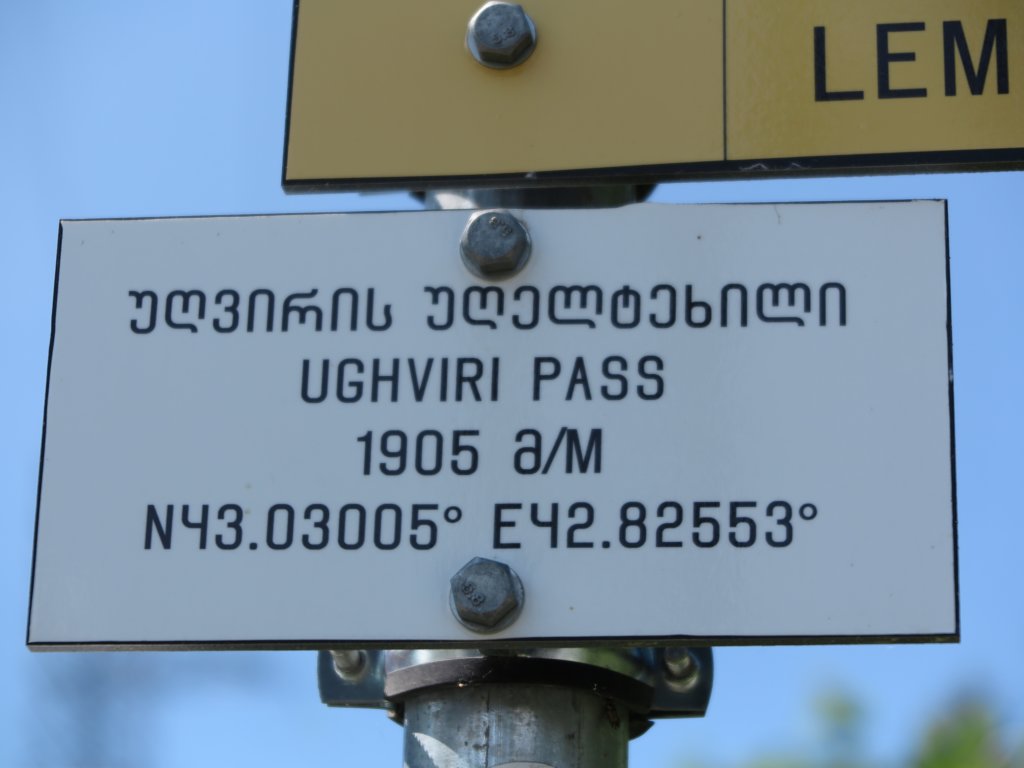 LEM
უღვირის უღელტეხილი
UGHVIRI PASS
1905 მ/M
N43.03005° E42.82553°